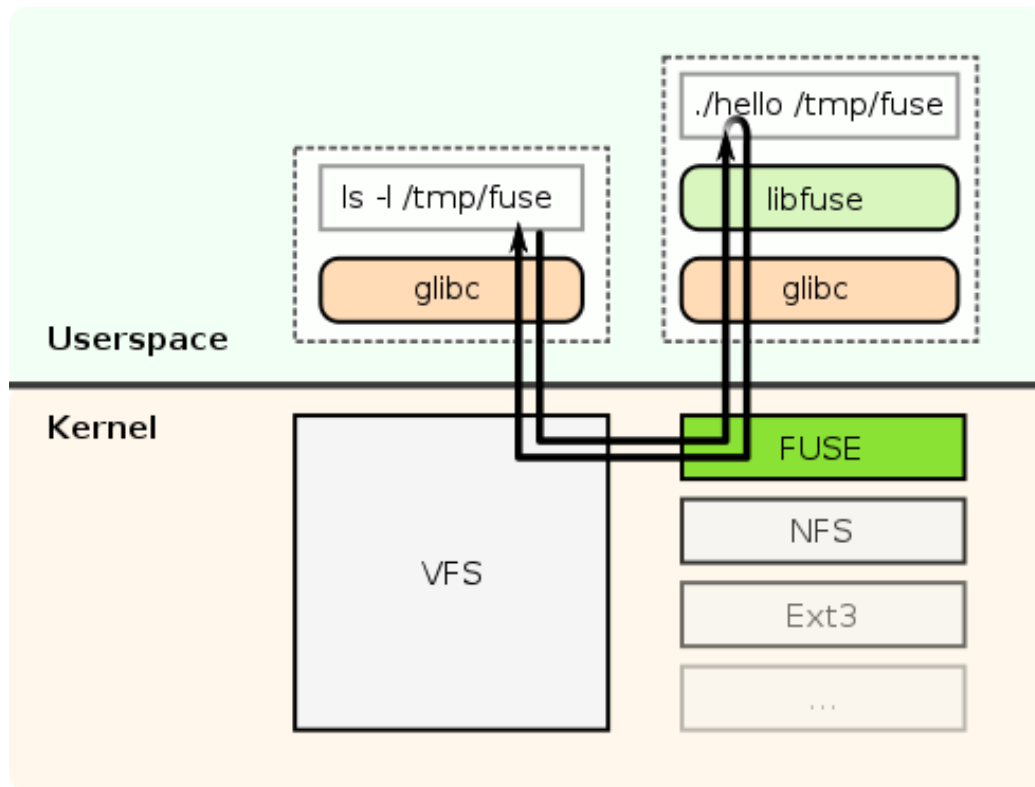 ./hello /tmp/fuse
ls -l /tmp/fuse
libfuse
glibc
glibc
Userspace
Kernel
FUSE
NFS
VFS
Ext3
...